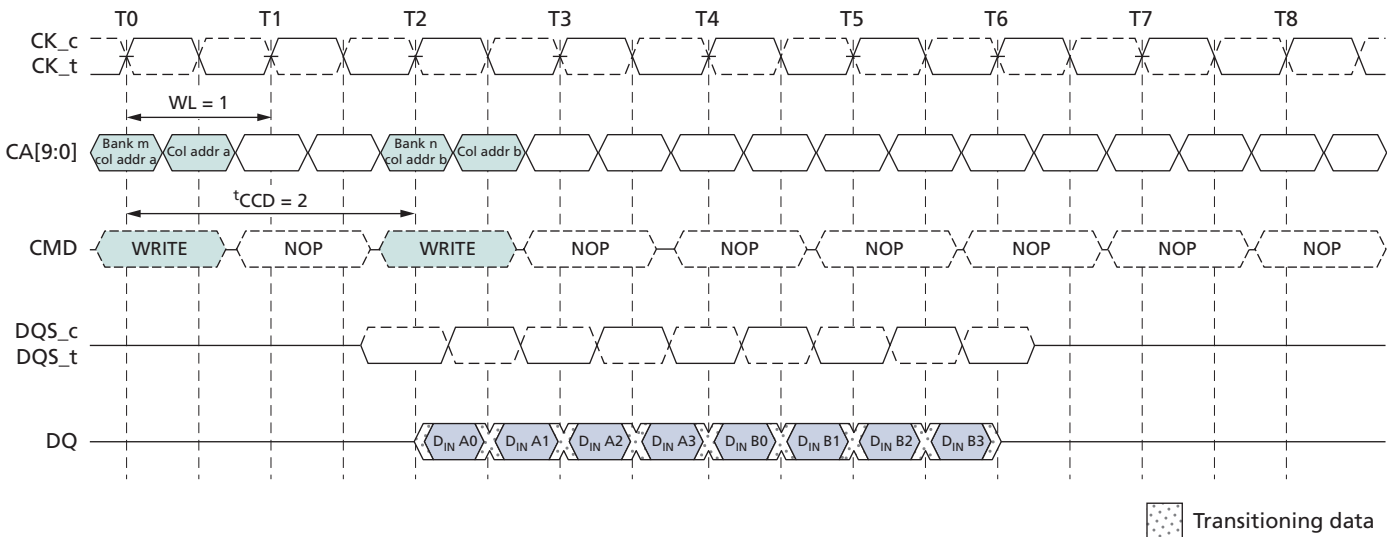 T0 T1 T2 T3 T4 T5 T6 T7 T8
CK_c
CK_t
WL = 1
CA[9:0]
Bank m
col addr a
Col addr a
Bank n
col addr b
Col addr b
tCCD = 2
CMD WRITE NOP WRITE NOP NOP NOP NOP NOP NOP
DQS_c
DQS_t
DQ DIN A0 DIN A1 DIN A2 DIN A3 DIN B0 DIN B1 DIN B2 DIN B3
Transitioning data